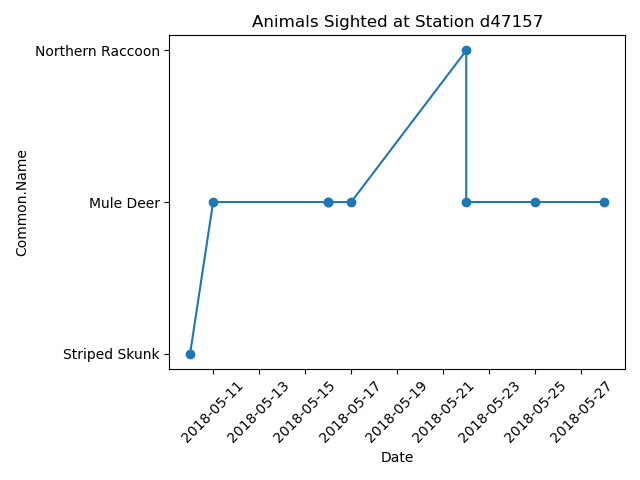 Animals Sighted at Station d47157
Northern Raccoon
Mule Deer
Striped Skunk
Common.Name
2018-05-11
2018-05-13
2018-05-15
2018-05-17
2018-05-19
2018-05-21
2018-05-23
2018-05-25
2018-05-27
Date